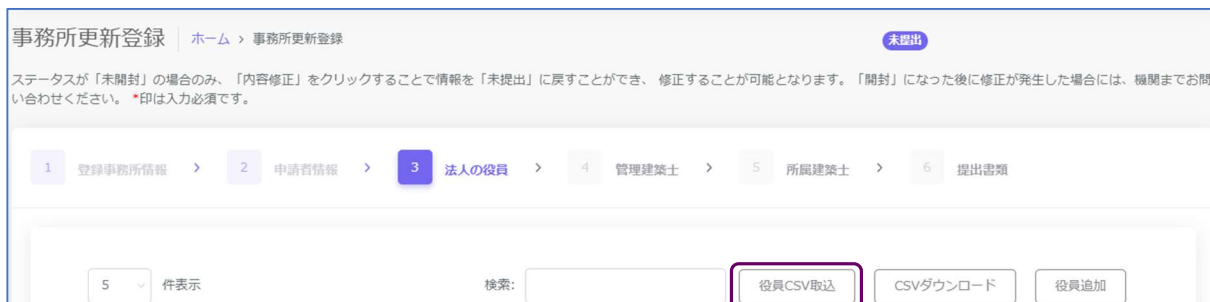 事務所更新登録 ホーム > 事務所更新登録 未提出
ステータスが「未開封」の場合のみ、「内容修正」をクリックすることで情報を「未提出」に戻すことができ、 修正することが可能となります。「開封」になった後に修正が発生した場合には、機関までお問
い合わせください。 *印は入力必須です。
1 登録事務所情報 > 2 申請者情報 > 3 法人の役員 > 4 管理建築士 > 5 所属建築士 > 6 提出書類
5 件表示 検索: 役員CSV取込 CSVダウンロード 役員追加